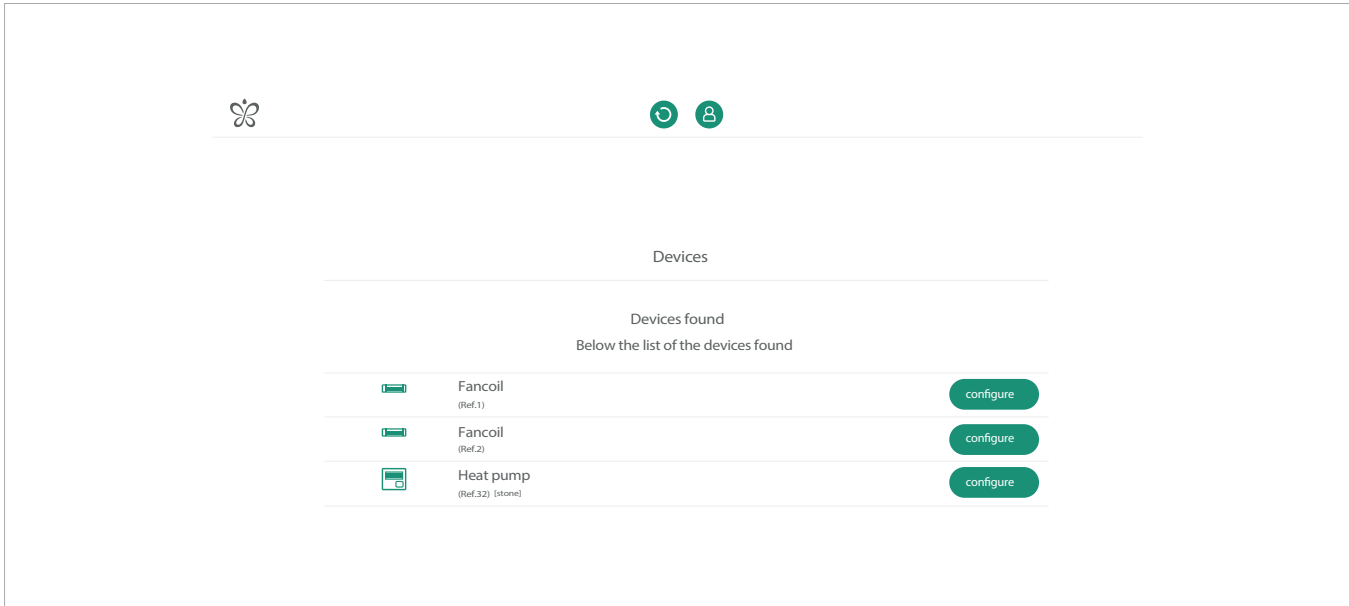 Devices
Devices found
Below the list of the devices found
Fancoil
(Ref.1)
configure
Fancoil
(Ref.2)
configure
Heat pump
(Ref.32) [stone]
configure